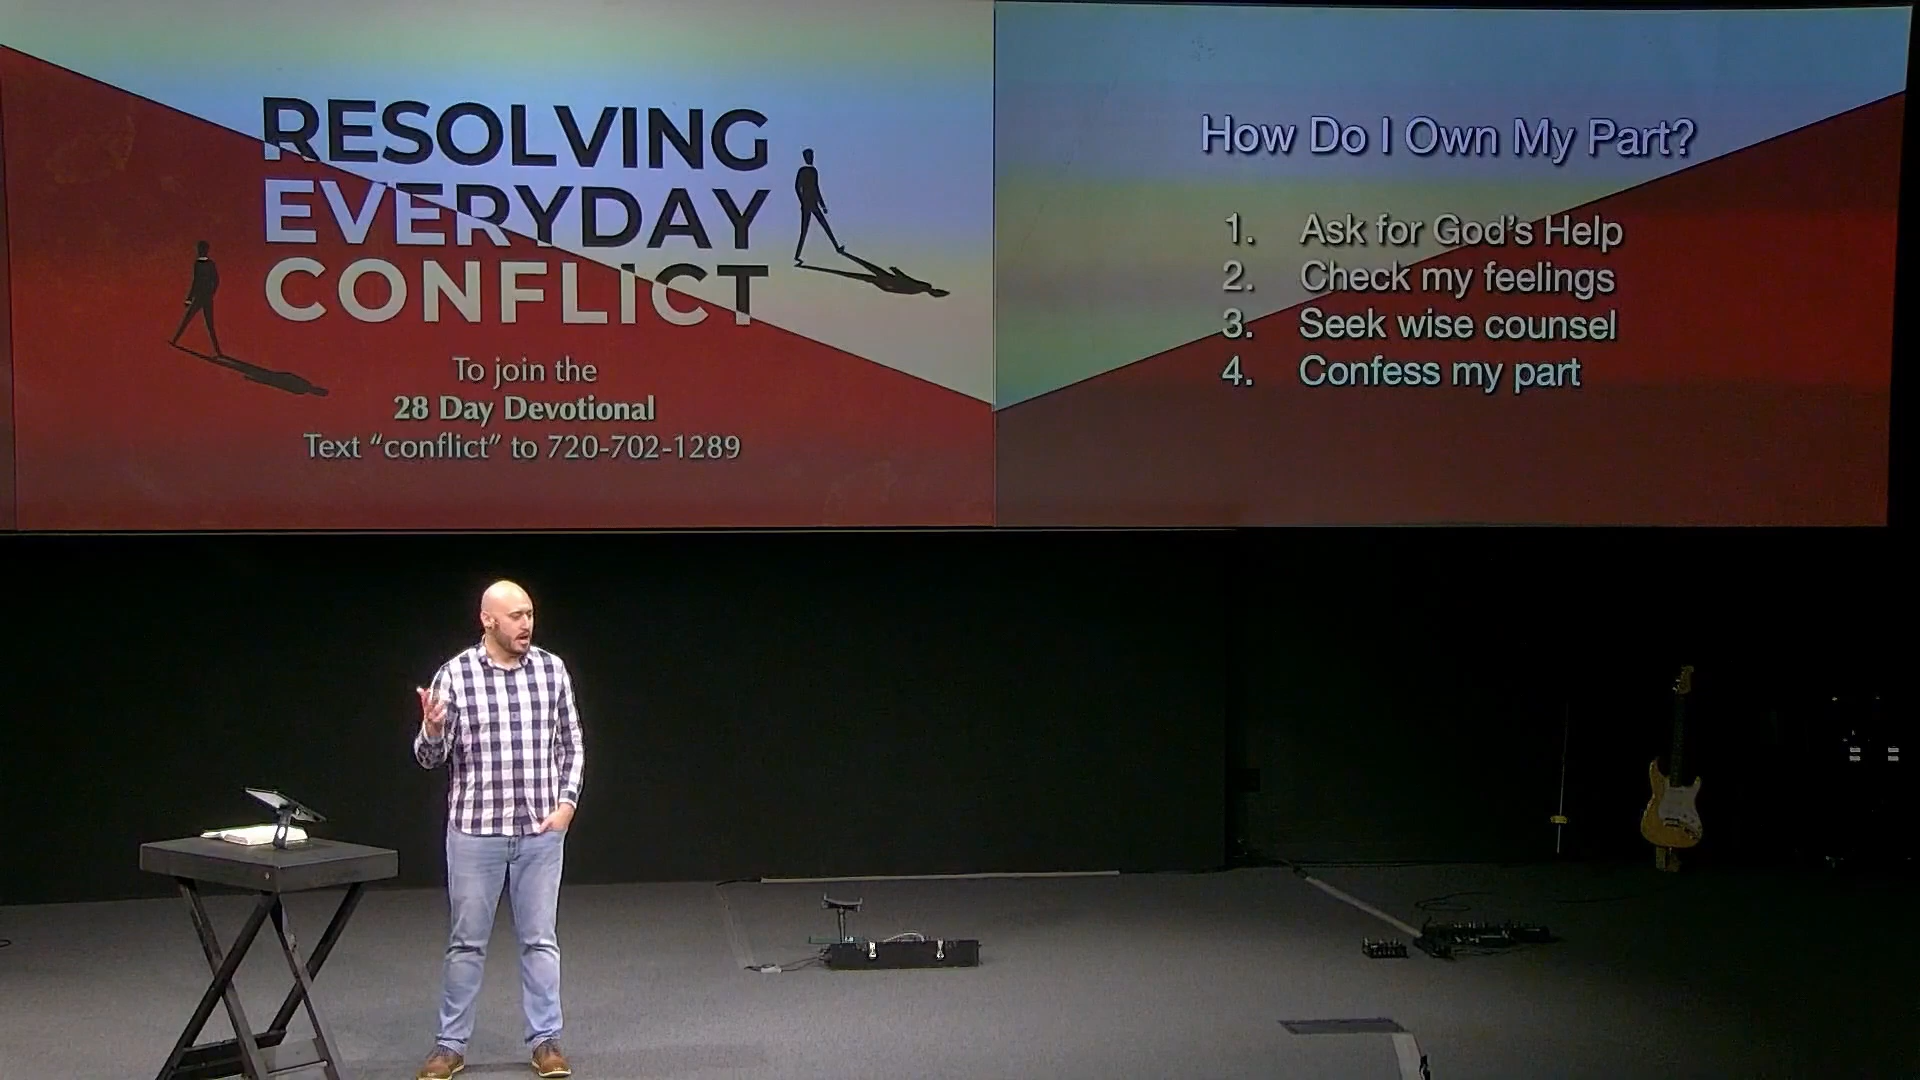 RESOLVING
EVERYDAY
CONFLICT
To join the
28 Day Devotional
Text “conflict” to 720-702-1289
How Do I Own My Part?
1. Ask for God's Help
2. Check my feelings
3. Seek wise counsel
4. Confess my part